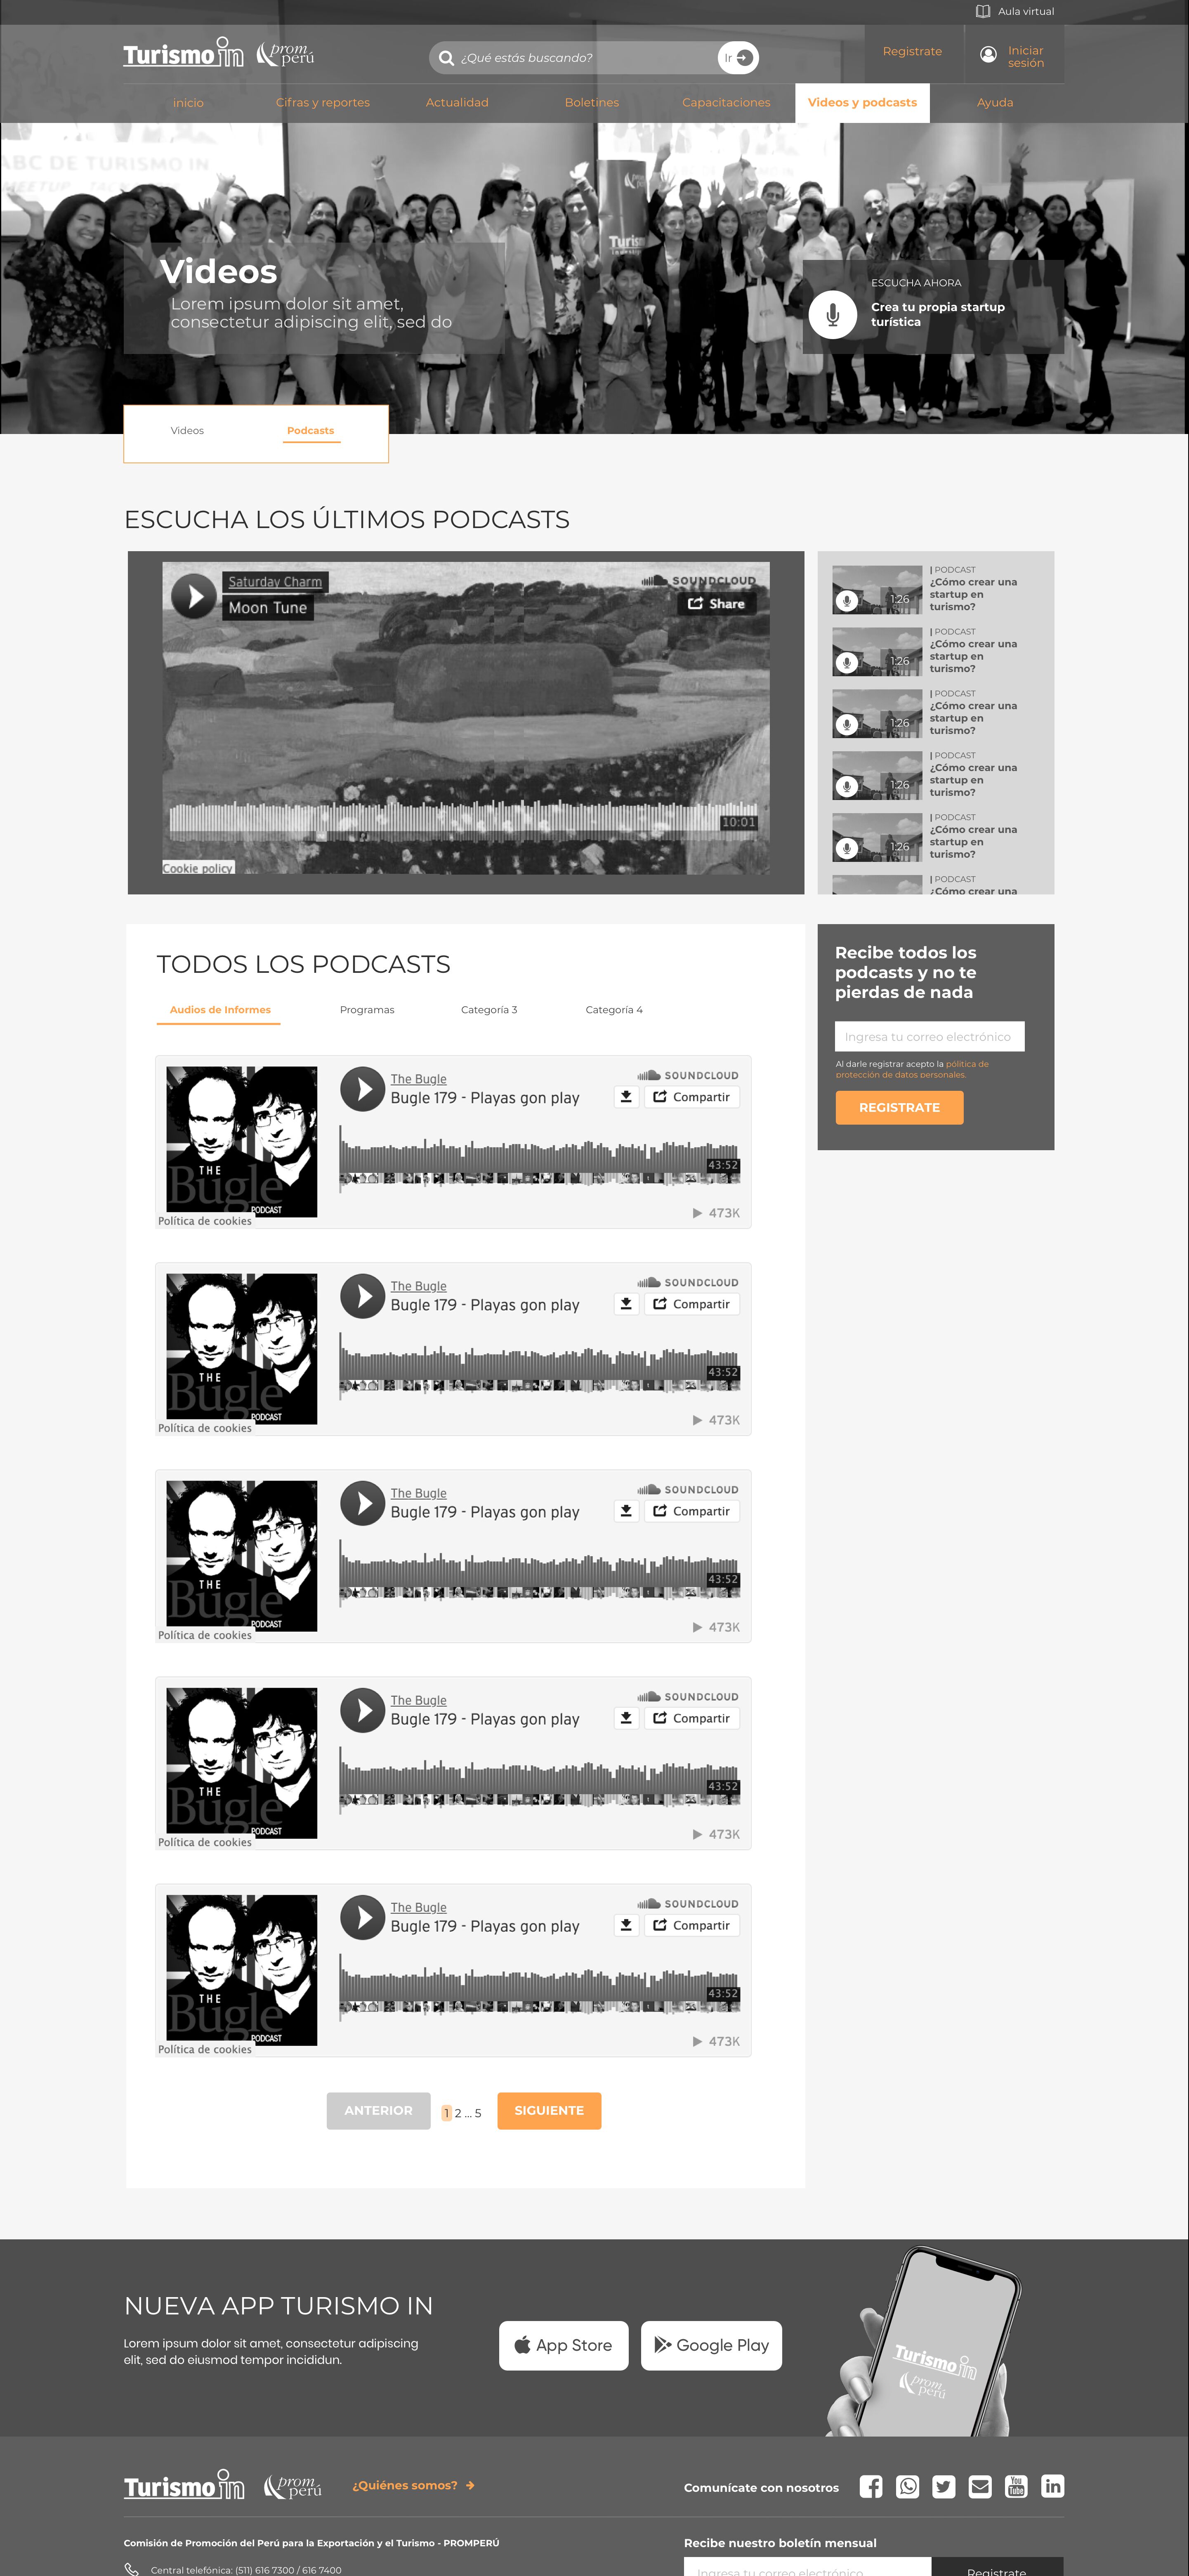 Aula virtual
Turismo in prom perú
¿Qué estás buscando?
Ir
Registrate
Iniciar
sesión
inicio
Cifras y reportes
Actualidad
Boletines
Capacitaciones
Videos y podcasts
Ayuda
ABC DE TURISMO IN
MEETUP
Videos
Lorem ipsum dolor sit amet,
consectetur adipiscing elit, sed do
ESCUCHA AHORA
Crea tu propia startup
turística
Videos
Podcasts
ESCUCHA LOS ÚLTIMOS PODCASTS
Saturday Charm
Moon Tune
SOUNDCLOUD
Share
10:01
Cookie policy
1:26
| PODCAST
¿Cómo crear una
startup en
turismo?
1:26
| PODCAST
¿Cómo crear una
startup en
turismo?
1:26
| PODCAST
¿Cómo crear una
startup en
turismo?
1:26
| PODCAST
¿Cómo crear una
startup en
turismo?
1:26
| PODCAST
¿Cómo crear una
startup en
turismo?
| PODCAST
¿Cómo crear una
TODOS LOS PODCASTS
Audios de Informes
Programas
Categoría 3
Categoría 4
THE
Bugle
PODCAST
Política de cookies
The Bugle
Bugle 179 - Playas gon play
SOUNDCLOUD
Compartir
43:52
473K
THE
Bugle
PODCAST
Política de cookies
The Bugle
Bugle 179 - Playas gon play
SOUNDCLOUD
Compartir
43:52
473K
THE
Bugle
PODCAST
Política de cookies
The Bugle
Bugle 179 - Playas gon play
SOUNDCLOUD
Compartir
43:52
473K
THE
Bugle
PODCAST
Política de cookies
The Bugle
Bugle 179 - Playas gon play
SOUNDCLOUD
Compartir
43:52
473K
THE
Bugle
PODCAST
Política de cookies
The Bugle
Bugle 179 - Playas gon play
SOUNDCLOUD
Compartir
43:52
473K
ANTERIOR
1 2 ... 5
SIGUIENTE
Recibe todos los
podcasts y no te
pierdas de nada
Ingresa tu correo electrónico
Al darle registrar acepto la política de
protección de datos personales.
REGISTRATE
NUEVA APP TURISMO IN
Lorem ipsum dolor sit amet, consectetur adipiscing
elit, sed do eiusmod tempor incididun.
App Store
Google Play
Turismo in
prom perú
Turismo in prom perú
¿Quiénes somos?
Comunícate con nosotros
You
Tube
in
Comisión de Promoción del Perú para la Exportación y el Turismo - PROMPERÚ
Central telefónica: (511) 616 7300 / 616 7400
Recibe nuestro boletín mensual
Ingresa tu correo electrónico
Registrate